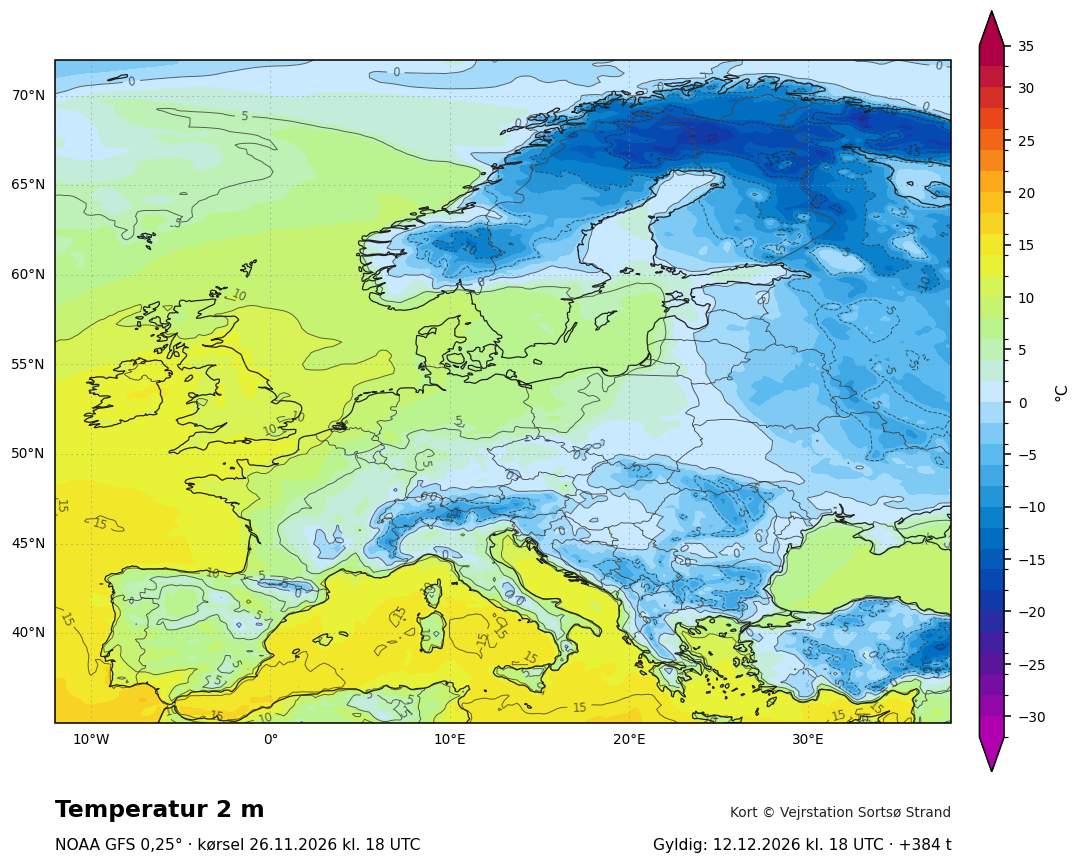 70°N
65°N
60°N
55°N
50°N
45°N
40°N
10°W 0° 10°E 20°E 30°E
35
30
25
20
15
10
5
0
−5
−10
−15
−20
−25
−30
°C
Temperatur 2 m
Kort © Vejrstation Sortsø Strand
NOAA GFS 0,25° · kørsel 26.11.2026 kl. 18 UTC
Gyldig: 12.12.2026 kl. 18 UTC · +384 t